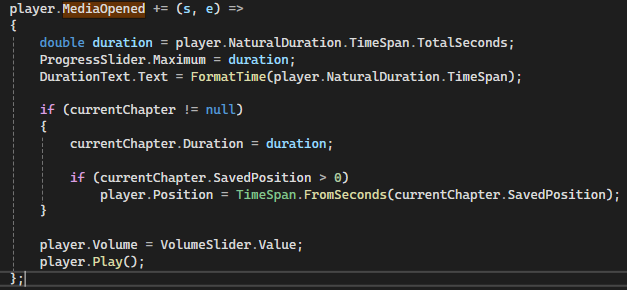 player.MediaOpened += (s, e) =>
{
    double duration = player.NaturalDuration.TimeSpan.TotalSeconds;
    ProgressSlider.Maximum = duration;
    DurationText.Text = FormatTime(player.NaturalDuration.TimeSpan);

    if (currentChapter != null)
    {
        currentChapter.Duration = duration;

        if (currentChapter.SavedPosition > 0)
            player.Position = TimeSpan.FromSeconds(currentChapter.SavedPosition);
    }

    player.Volume = VolumeSlider.Value;
    player.Play();
};